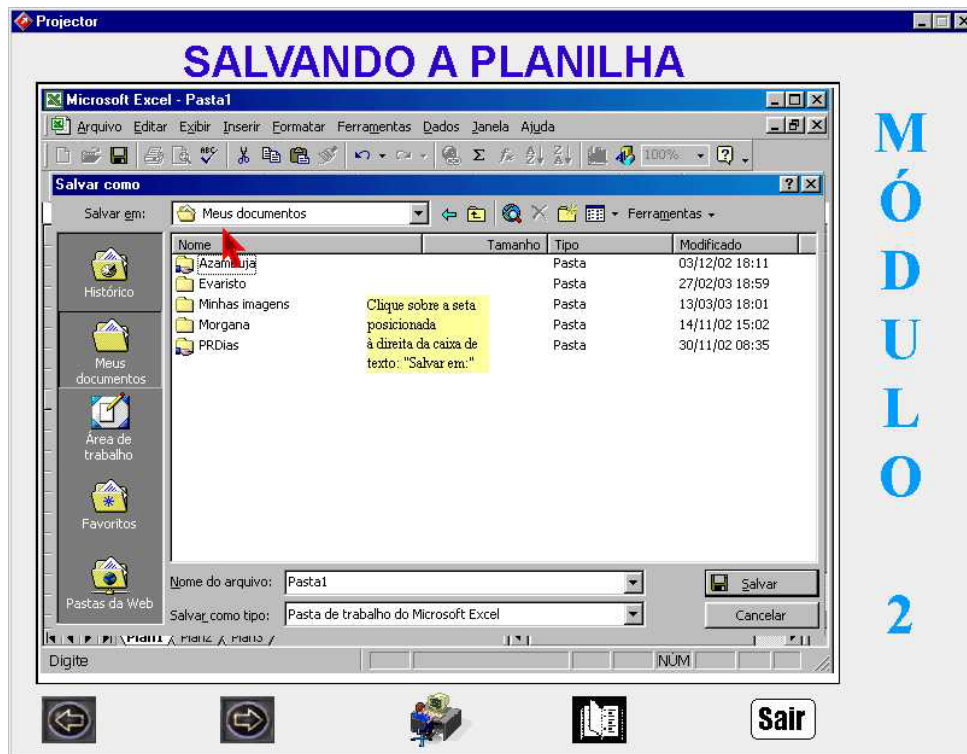 Projector
SALVANDO A PLANILHA
Microsoft Excel - Pasta1
Arquivo Editar Exibir Inserir Formatar Ferramentas Dados Janela Ajuda
ABC Σ fx 100% ?
Salvar como
Salvar em: Meus documentos Ferramentas
Nome Tamanho Tipo Modificado
Azambuja Pasta 03/12/02 18:11
Evaristo Pasta 27/02/03 18:59
Minhas imagens Pasta 13/03/03 18:01
Morgana Pasta 14/11/02 15:02
PRDias Pasta 30/11/02 08:35
Clique sobre a seta
posicionada
à direita da caixa de
texto: "Salvar em:"
Histórico
Meus
documentos
Área de
trabalho
Favoritos
Pastas da Web
Nome do arquivo: Pasta1 Salvar
Salvar como tipo: Pasta de trabalho do Microsoft Excel Cancelar
Plan1 Plan2 Plan3
Digite NÚM
Sair
M
Ó
D
U
L
O
2